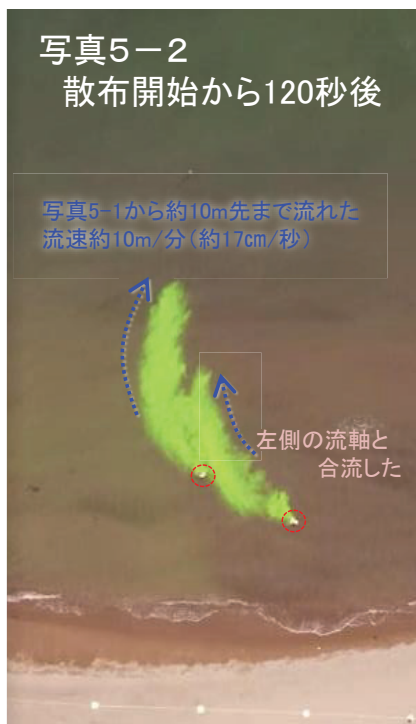 写真5-2
散布開始から120秒後
写真5-1から約10m先まで流れた
流速約10m/分(約17cm/秒)
左側の流軸と
合流した